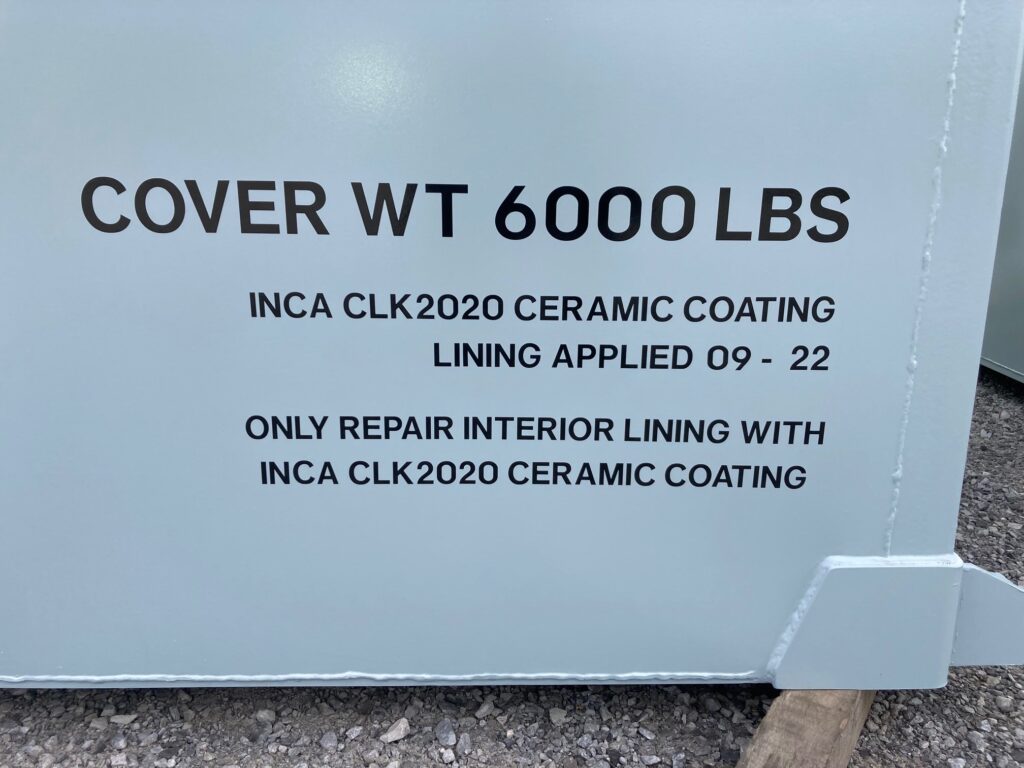 COVER WT 6000 LBS
INCA CLK2020 CERAMIC COATING
LINING APPLIED 09 - 22
ONLY REPAIR INTERIOR LINING WITH
INCA CLK2020 CERAMIC COATING